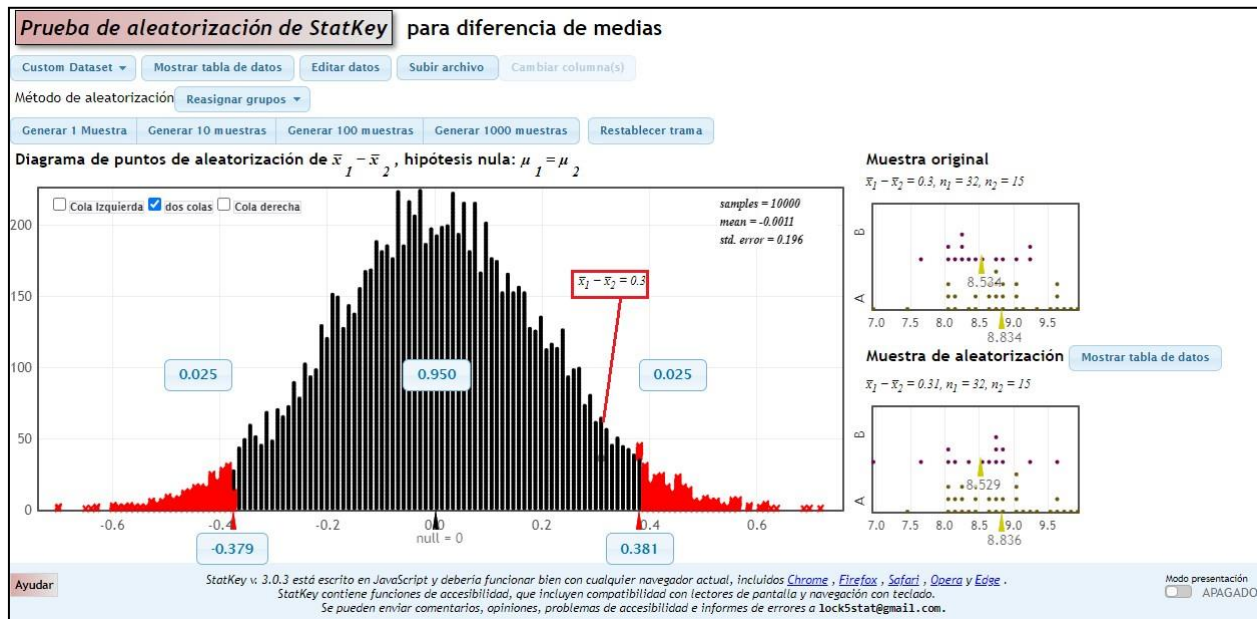 Prueba de aleatorización de StatKey para diferencia de medias
Custom Dataset Mostrar tabla de datos Editar datos Subir archivo Cambiar columna(s)
Método de aleatorización Reasignar grupos
Generar 1 Muestra Generar 10 muestras Generar 100 muestras Generar 1000 muestras Restablecer trama
Diagrama de puntos de aleatorización de x̄₁ − x̄₂ , hipótesis nula: μ₁ = μ₂
Cola Izquierda dos colas Cola derecha
samples = 10000
mean = -0.0011
std. error = 0.196
x̄₁ − x̄₂ = 0.3
200
150
100
50
0
0.025 0.950 0.025
-0.6 -0.4 -0.2 0.0 0.2 0.4 0.6
null = 0
-0.379 0.381
Muestra original
x̄₁ − x̄₂ = 0.3, n₁ = 32, n₂ = 15
B
8.534
A
7.0 7.5 8.0 8.5 9.0 9.5
8.834
Muestra de aleatorización Mostrar tabla de datos
x̄₁ − x̄₂ = 0.31, n₁ = 32, n₂ = 15
B
8.529
A
7.0 7.5 8.0 8.5 9.0 9.5
8.836
Ayudar
StatKey v. 3.0.3 está escrito en JavaScript y debería funcionar bien con cualquier navegador actual, incluidos Chrome , Firefox , Safari , Opera y Edge .
StatKey contiene funciones de accesibilidad, que incluyen compatibilidad con lectores de pantalla y navegación con teclado.
Se pueden enviar comentarios, opiniones, problemas de accesibilidad e informes de errores a lock5stat@gmail.com.
Modo presentación
APAGADO